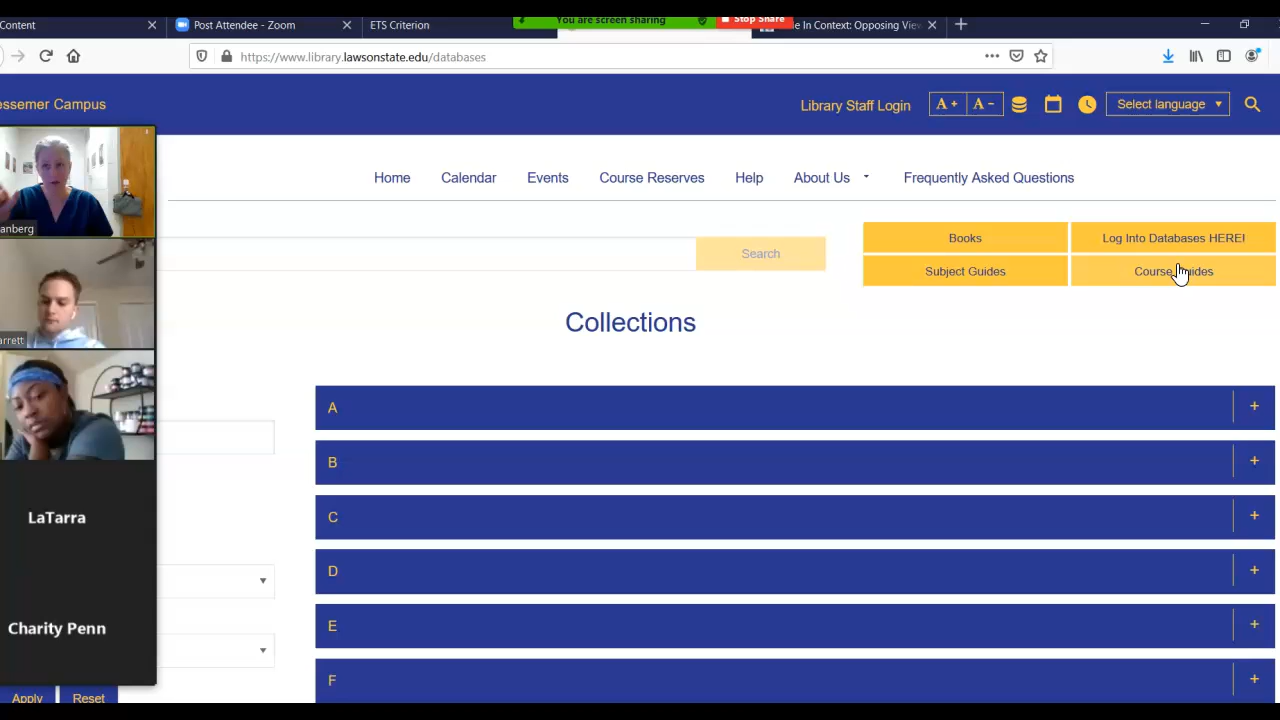 Content
Post Attendee - Zoom
ETS Criterion
You are screen sharing
Stop Share
e In Context: Opposing View
https://www.library.lawsonstate.edu/databases
essemer Campus
Library Staff Login
A +
A -
Select language
anberg
Home
Calendar
Events
Course Reserves
Help
About Us
Frequently Asked Questions
Search
Books
Log Into Databases HERE!
Subject Guides
Course Guides
Collections
arrett
A
B
C
LaTarra
D
E
Charity Penn
F
Apply
Reset